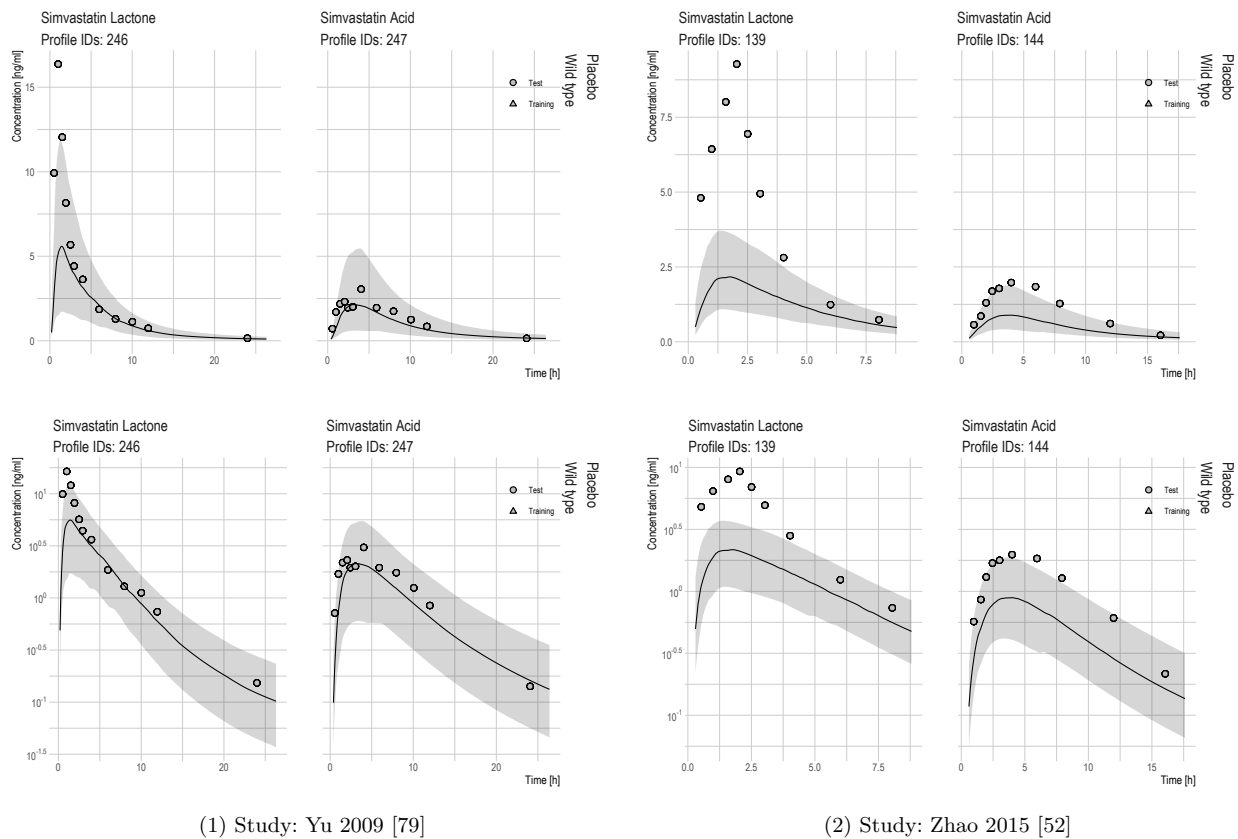 Simvastatin Lactone
Profile IDs: 246
Simvastatin Acid
Profile IDs: 247
Concentration [ng/ml]
15
10
5
0
0
10
20
0
10
20
Time [h]
Test
Training
Placebo
Wild type
Simvastatin Lactone
Profile IDs: 139
Simvastatin Acid
Profile IDs: 144
Concentration [ng/ml]
7.5
5.0
2.5
0.0
0.0
2.5
5.0
7.5
0
5
10
15
Time [h]
Test
Training
Placebo
Wild type
Simvastatin Lactone
Profile IDs: 246
Simvastatin Acid
Profile IDs: 247
Concentration [ng/ml]
10^1
10^0.5
10^0
10^-0.5
10^-1
10^-1.5
0
10
20
0
10
20
Time [h]
Test
Training
Placebo
Wild type
Simvastatin Lactone
Profile IDs: 139
Simvastatin Acid
Profile IDs: 144
Concentration [ng/ml]
10^1
10^0.5
10^0
10^-0.5
10^-1
0.0
2.5
5.0
7.5
0
5
10
15
Time [h]
Test
Training
Placebo
Wild type
(1) Study: Yu 2009 [79]
(2) Study: Zhao 2015 [52]